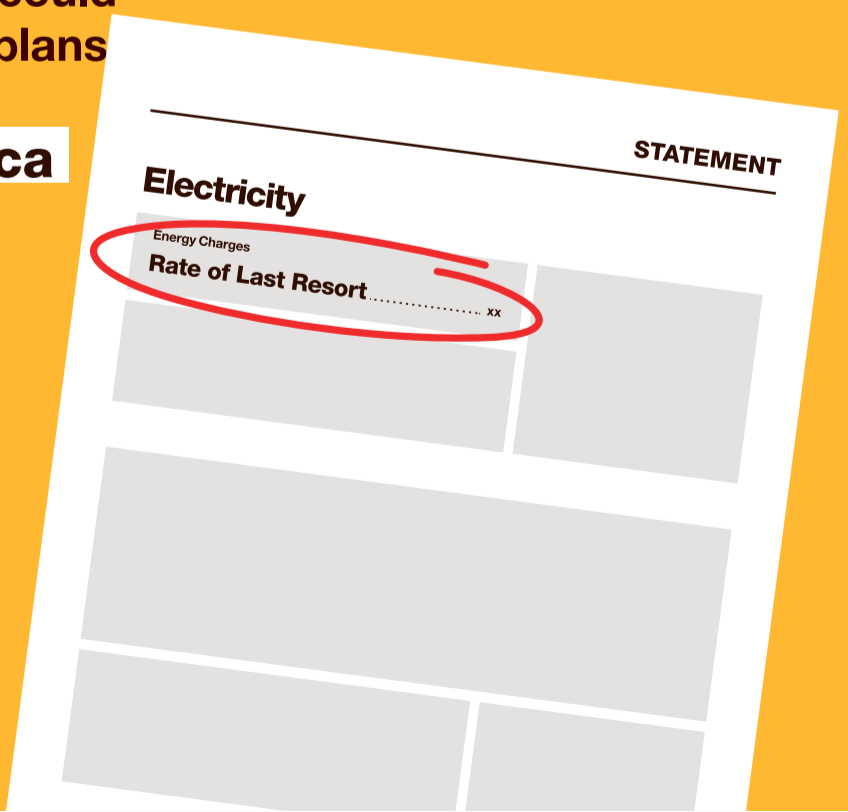 could
plans
ca
STATEMENT
Electricity
Energy Charges
Rate of Last Resort.......................... xx